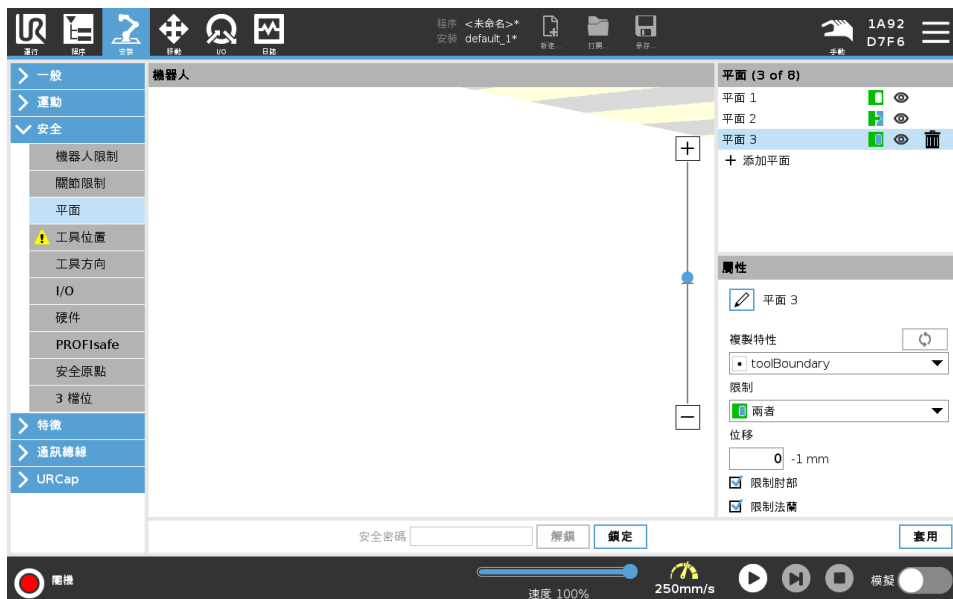 程序 <未命名>*
安裝 default_1*
新建...
打開...
保存...
1A92
D7F6
運行
程序
安裝
移動
I/O
日誌
手動
一般
運動
安全
機器人限制
關節限制
平面
工具位置
工具方向
I/O
硬件
PROFIsafe
安全原點
3 檔位
特徵
通訊總線
URCap
機器人
平面 (3 of 8)
平面 1
平面 2
平面 3
添加平面
屬性
平面 3
複製特性
toolBoundary
限制
兩者
位移
0 -1 mm
限制肘部
限制法蘭
安全密碼
解鎖
鎖定
套用
關機
速度 100%
250mm/s
模擬